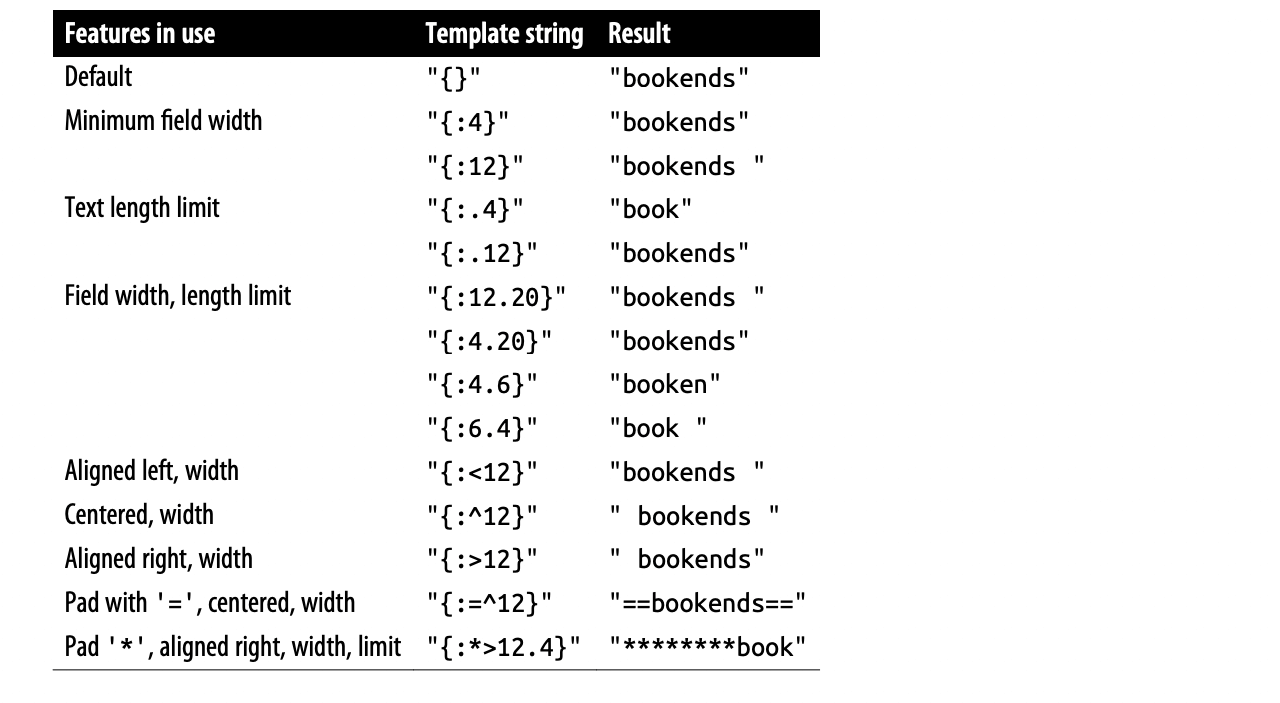 Features in use Template string Result
Default "{}" "bookends"
Minimum field width "{:4}" "bookends"
"{:12}" "bookends "
Text length limit "{:.4}" "book"
"{:.12}" "bookends"
Field width, length limit "{:12.20}" "bookends "
"{:4.20}" "bookends"
"{:4.6}" "booken"
"{:6.4}" "book "
Aligned left, width "{:<12}" "bookends "
Centered, width "{:^12}" " bookends "
Aligned right, width "{:>12}" " bookends"
Pad with '=', centered, width "{:=^12}" "==bookends=="
Pad '*', aligned right, width, limit "{:*>12.4}" "********book"